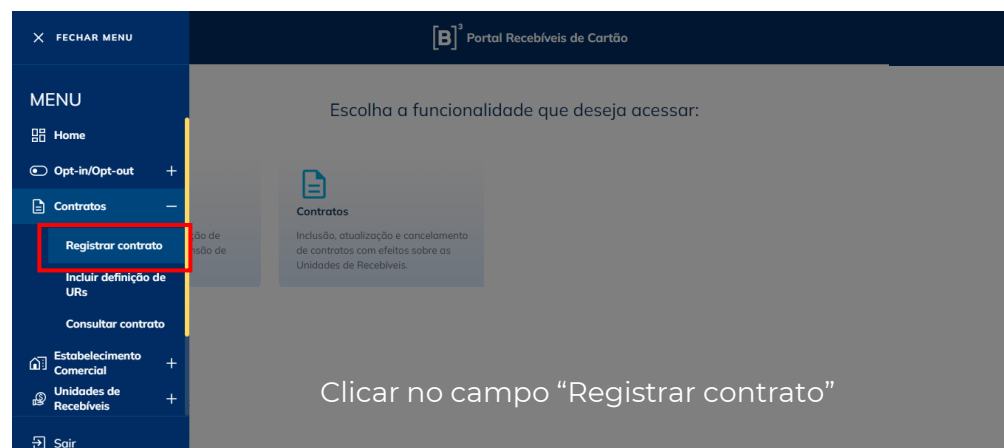 FECHAR MENU
[B]³ Portal Recebíveis de Cartão
MENU
Home
Opt-in/Opt-out +
Contratos –
Registrar contrato
Incluir definição de
URs
Consultar contrato
Estabelecimento
Comercial +
Unidades de
Recebíveis +
Sair
Escolha a funcionalidade que deseja acessar:
ão de
nsão de
Contratos
Inclusão, atualização e cancelamento
de contratos com efeitos sobre as
Unidades de Recebíveis.
Clicar no campo “Registrar contrato”